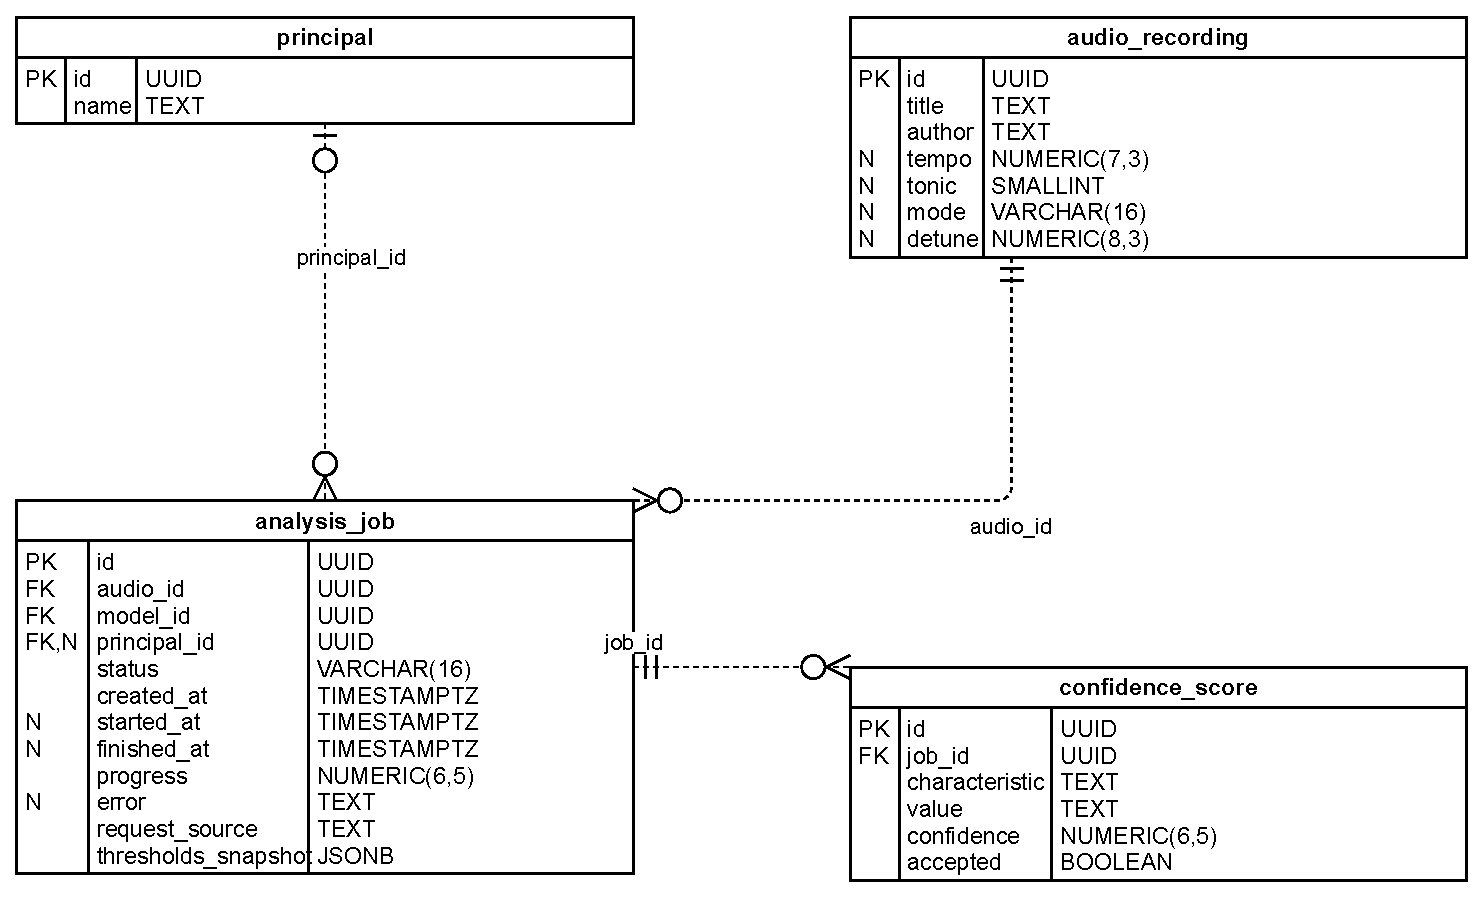 principal
PK id UUID
name TEXT
audio_recording
PK id UUID
title TEXT
author TEXT
N tempo NUMERIC(7,3)
N tonic SMALLINT
N mode VARCHAR(16)
N detune NUMERIC(8,3)
principal_id
audio_id
analysis_job
PK id UUID
FK audio_id UUID
FK model_id UUID
FK,N principal_id UUID
status VARCHAR(16)
created_at TIMESTAMPTZ
N started_at TIMESTAMPTZ
N finished_at TIMESTAMPTZ
progress NUMERIC(6,5)
N error TEXT
request_source TEXT
thresholds_snapshot JSONB
job_id
confidence_score
PK id UUID
FK job_id UUID
characteristic TEXT
value TEXT
confidence NUMERIC(6,5)
accepted BOOLEAN